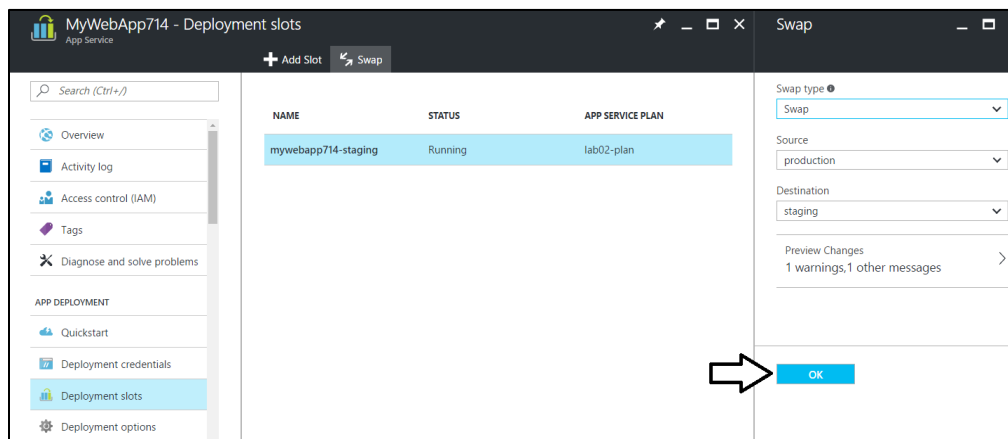 MyWebApp714 - Deployment slots
App Service
Add Slot
Swap
Search (Ctrl+/)
Overview
Activity log
Access control (IAM)
Tags
Diagnose and solve problems
APP DEPLOYMENT
Quickstart
Deployment credentials
Deployment slots
Deployment options
NAME STATUS APP SERVICE PLAN
mywebapp714-staging Running lab02-plan
Swap
Swap type
Swap
Source
production
Destination
staging
Preview Changes
1 warnings,1 other messages
OK